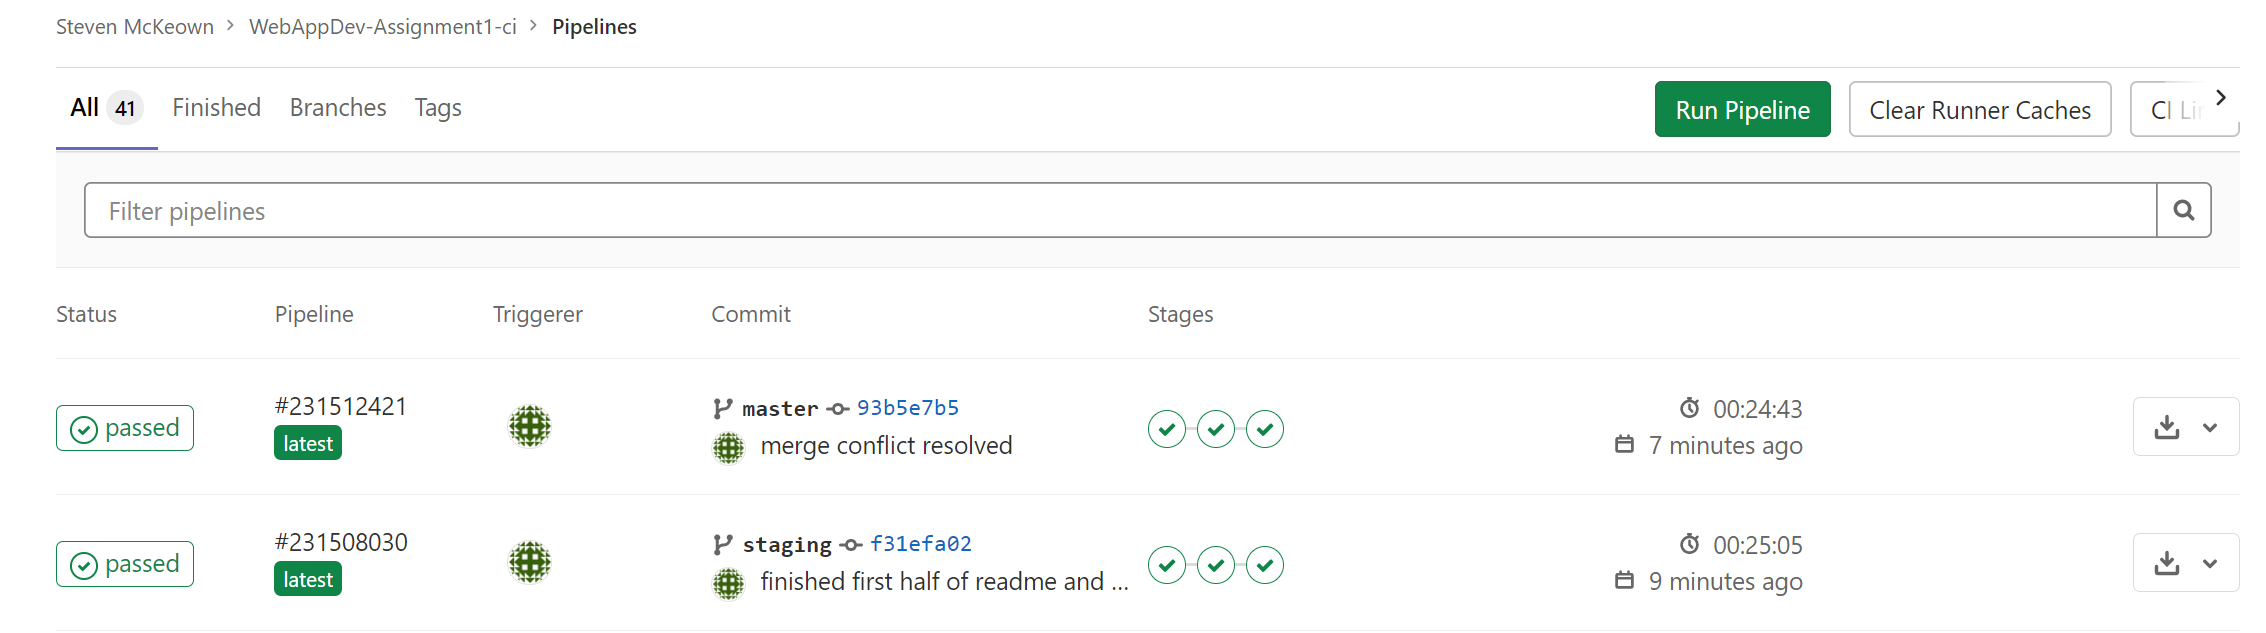 Steven McKeown > WebAppDev-Assignment1-ci > Pipelines
All 41 Finished Branches Tags Run Pipeline Clear Runner Caches CI
Filter pipelines
Status Pipeline Triggerer Commit Stages
passed #231512421 latest master 93b5e7b5 00:24:43
merge conflict resolved 7 minutes ago
passed #231508030 latest staging f31efa02 00:25:05
finished first half of readme and ... 9 minutes ago